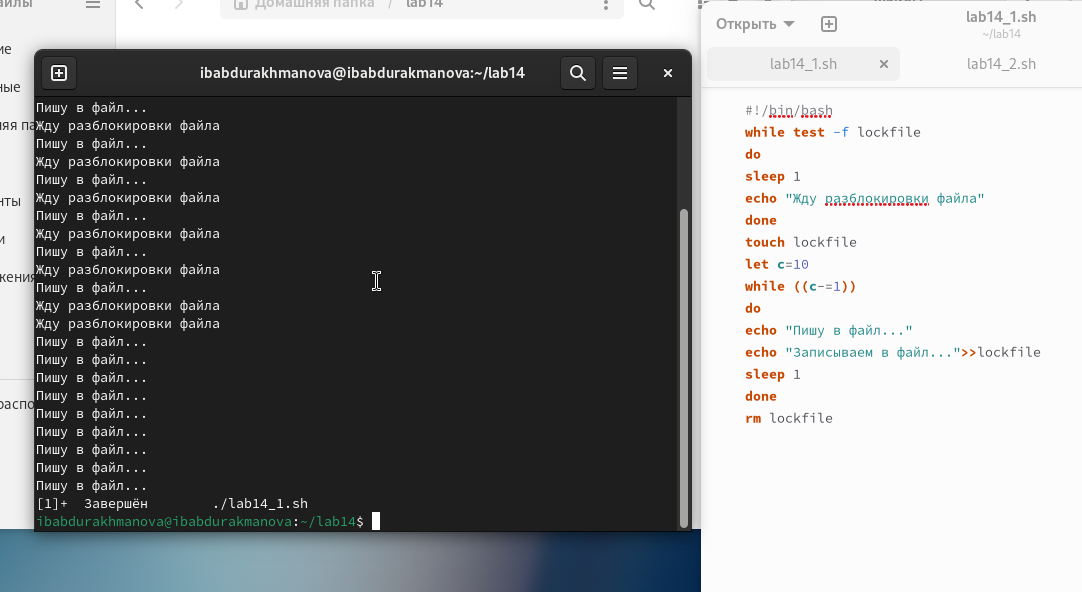 айлы
Домашняя папка / lab14
ие
ные
няя па
нты
и
жения
распо
ibabdurakhmanova@ibabdurakmanova:~/lab14
Пишу в файл...
Жду разблокировки файла
Пишу в файл...
Жду разблокировки файла
Пишу в файл...
Жду разблокировки файла
Пишу в файл...
Жду разблокировки файла
Пишу в файл...
Жду разблокировки файла
Пишу в файл...
Жду разблокировки файла
Жду разблокировки файла
Пишу в файл...
Пишу в файл...
Пишу в файл...
Пишу в файл...
Пишу в файл...
Пишу в файл...
Пишу в файл...
Пишу в файл...
Пишу в файл...
[1]+  Завершён        ./lab14_1.sh
ibabdurakhmanova@ibabdurakmanova:~/lab14$
Открыть
lab14_1.sh
~/lab14
lab14_1.sh
lab14_2.sh
#!/bin/bash
while test -f lockfile
do
sleep 1
echo "Жду разблокировки файла"
done
touch lockfile
let c=10
while ((c-=1))
do
echo "Пишу в файл..."
echo "Записываем в файл...">>lockfile
sleep 1
done
rm lockfile